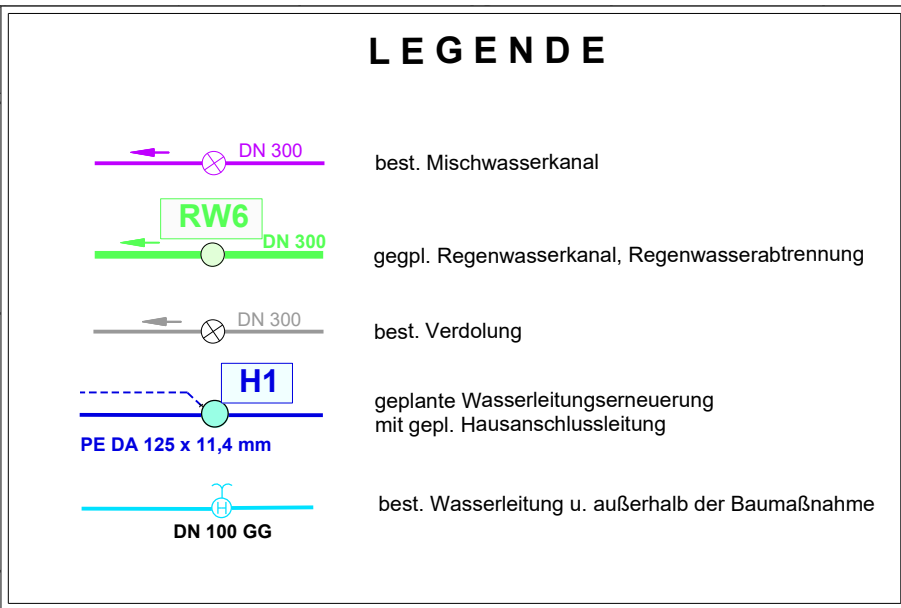 LEGENDE
DN 300
best. Mischwasserkanal
RW6
DN 300
gegpl. Regenwasserkanal, Regenwasserabtrennung
DN 300
best. Verdolung
H1
geplante Wasserleitungserneuerung
mit gepl. Hausanschlussleitung
PE DA 125 x 11,4 mm
H
best. Wasserleitung u. außerhalb der Baumaßnahme
DN 100 GG